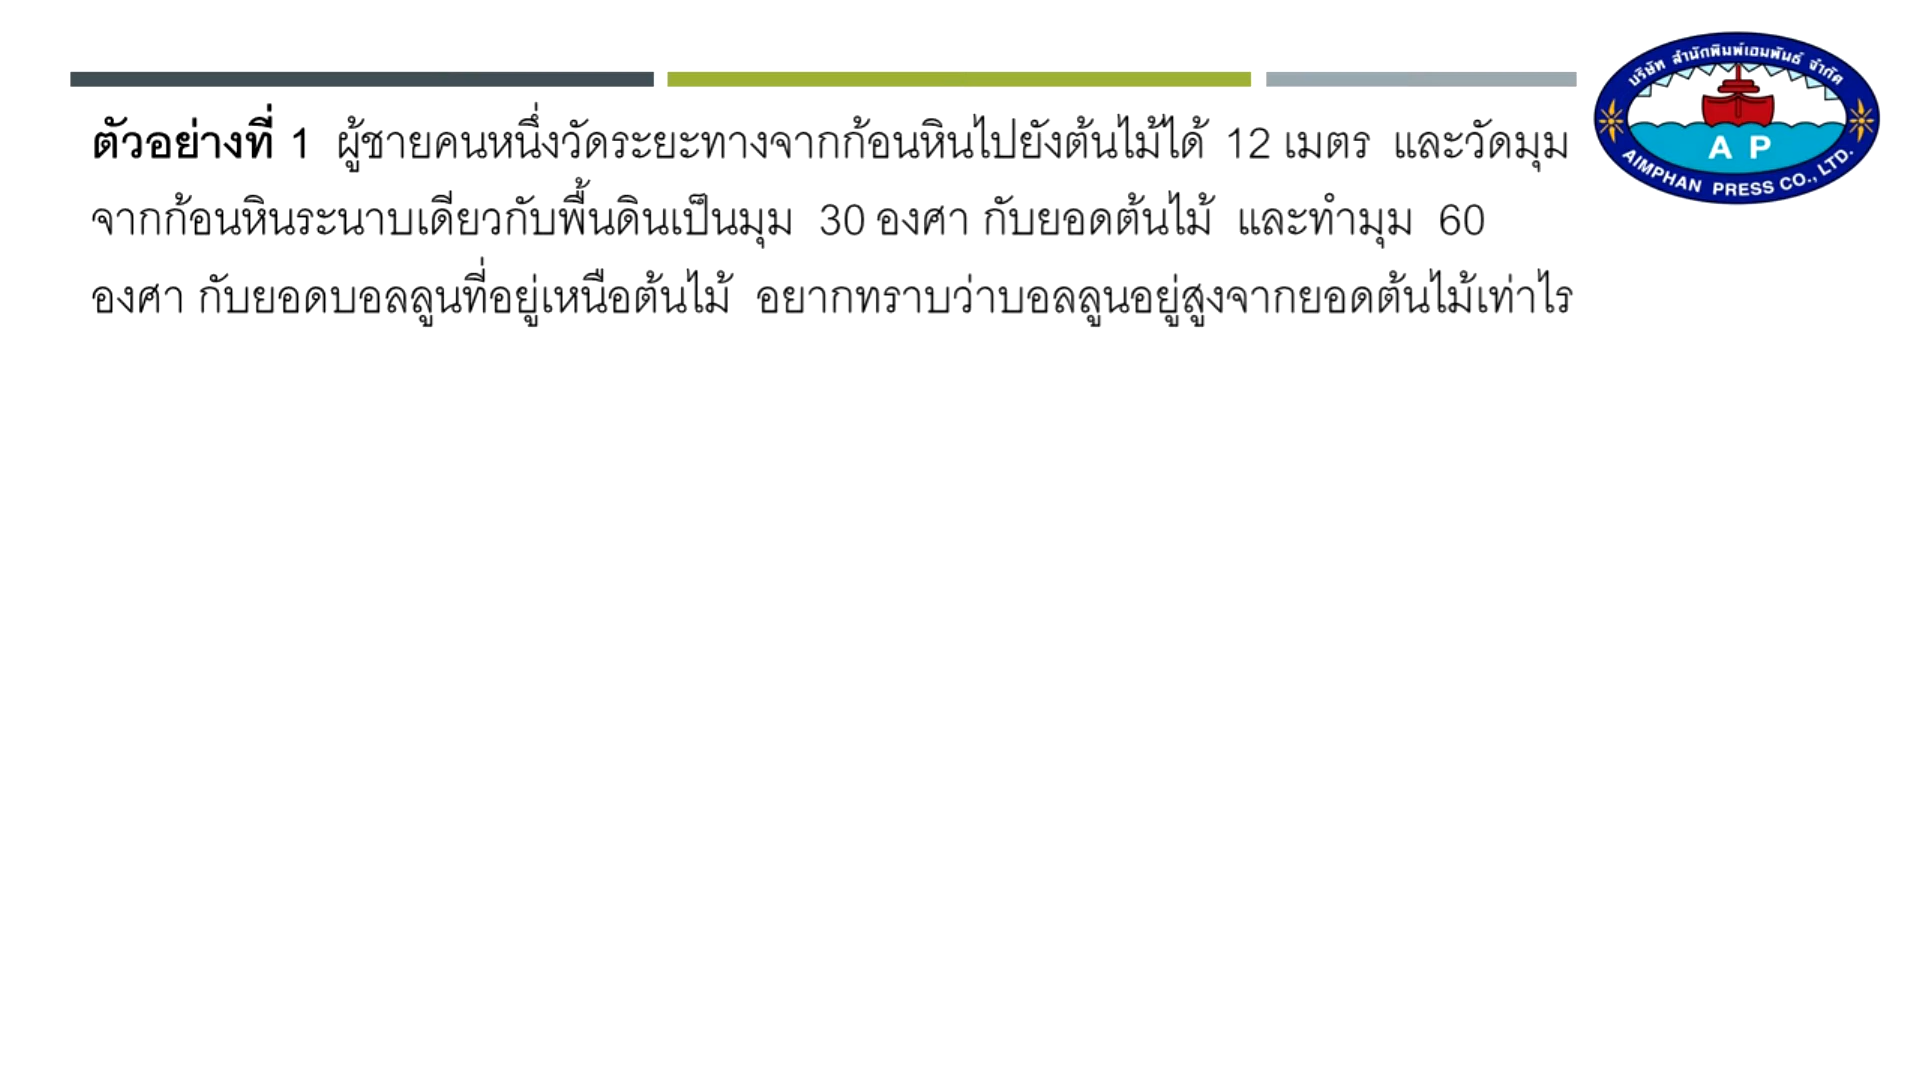 บริษัท สำนักพิมพ์เอมพันธ์ จำกัด
A P
AIMPHAN PRESS CO., LTD.
ตัวอย่างที่ 1 ผู้ชายคนหนึ่งวัดระยะทางจากก้อนหินไปยังต้นไม้ได้ 12 เมตร และวัดมุม
จากก้อนหินระนาบเดียวกับพื้นดินเป็นมุม 30 องศา กับยอดต้นไม้ และทำมุม 60
องศา กับยอดบอลลูนที่อยู่เหนือต้นไม้ อยากทราบว่าบอลลูนอยู่สูงจากยอดต้นไม้เท่าไร